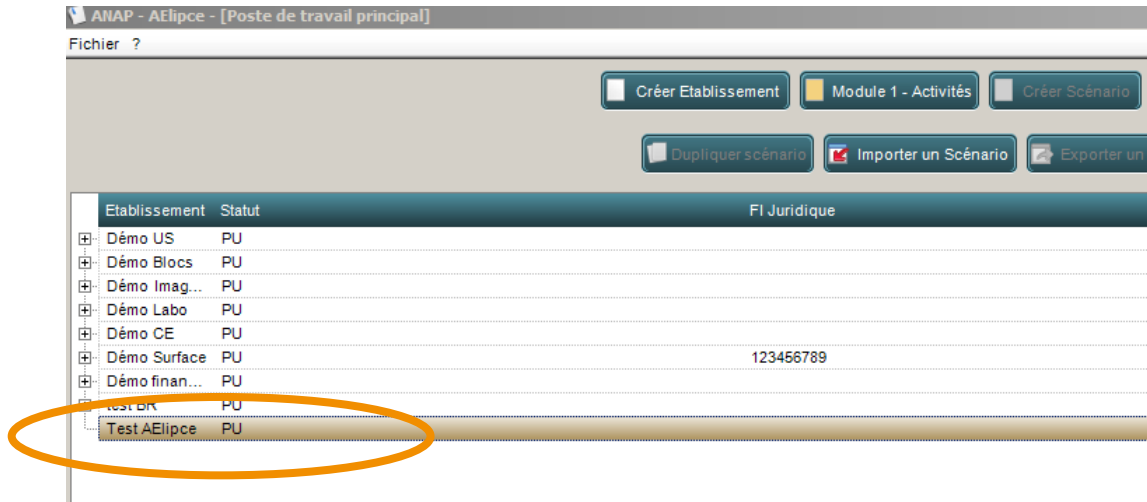 ANAP - AElipce - [Poste de travail principal]
Fichier ?
Créer Etablissement Module 1 - Activités Créer Scénario
Dupliquer scénario Importer un Scénario Exporter un
Etablissement Statut FI Juridique
Démo US PU
Démo Blocs PU
Démo Imag... PU
Démo Labo PU
Démo CE PU
Démo Surface PU 123456789
Démo finan... PU
test BR PU
Test AElipce PU